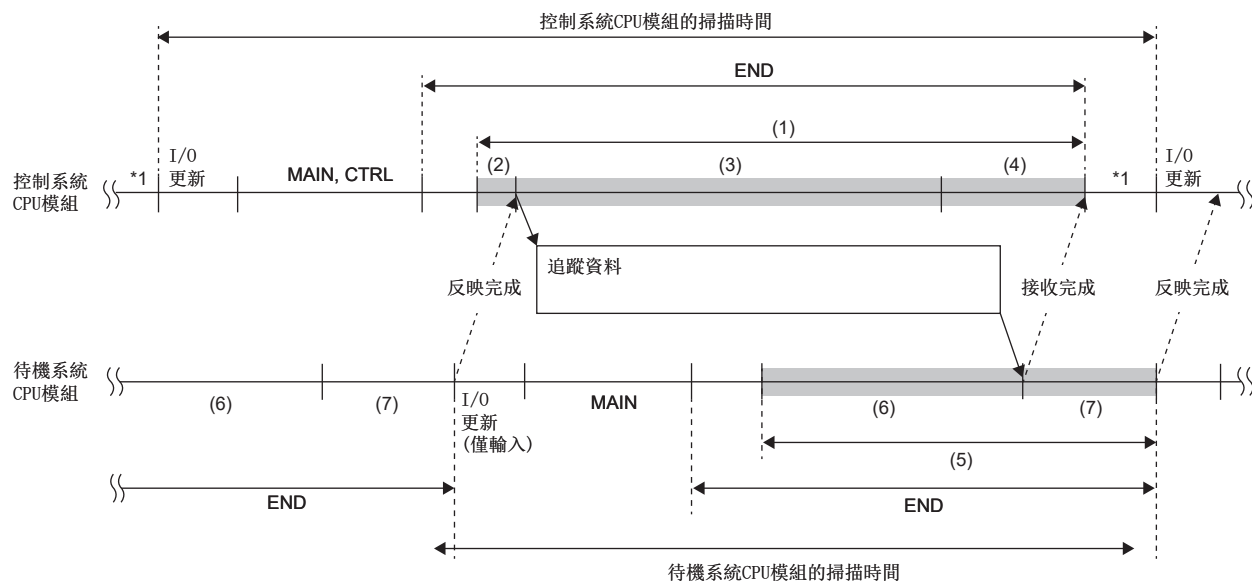 控制系統CPU模組的掃描時間
END
(1)
I/O
更新
MAIN, CTRL
(2)
(3)
(4)
*1
*1
I/O
更新
控制系統
CPU模組
追蹤資料
反映完成
接收完成
反映完成
待機系統
CPU模組
(6)
(7)
I/O
更新
(僅輸入)
MAIN
(6)
(7)
(5)
END
END
待機系統CPU模組的掃描時間